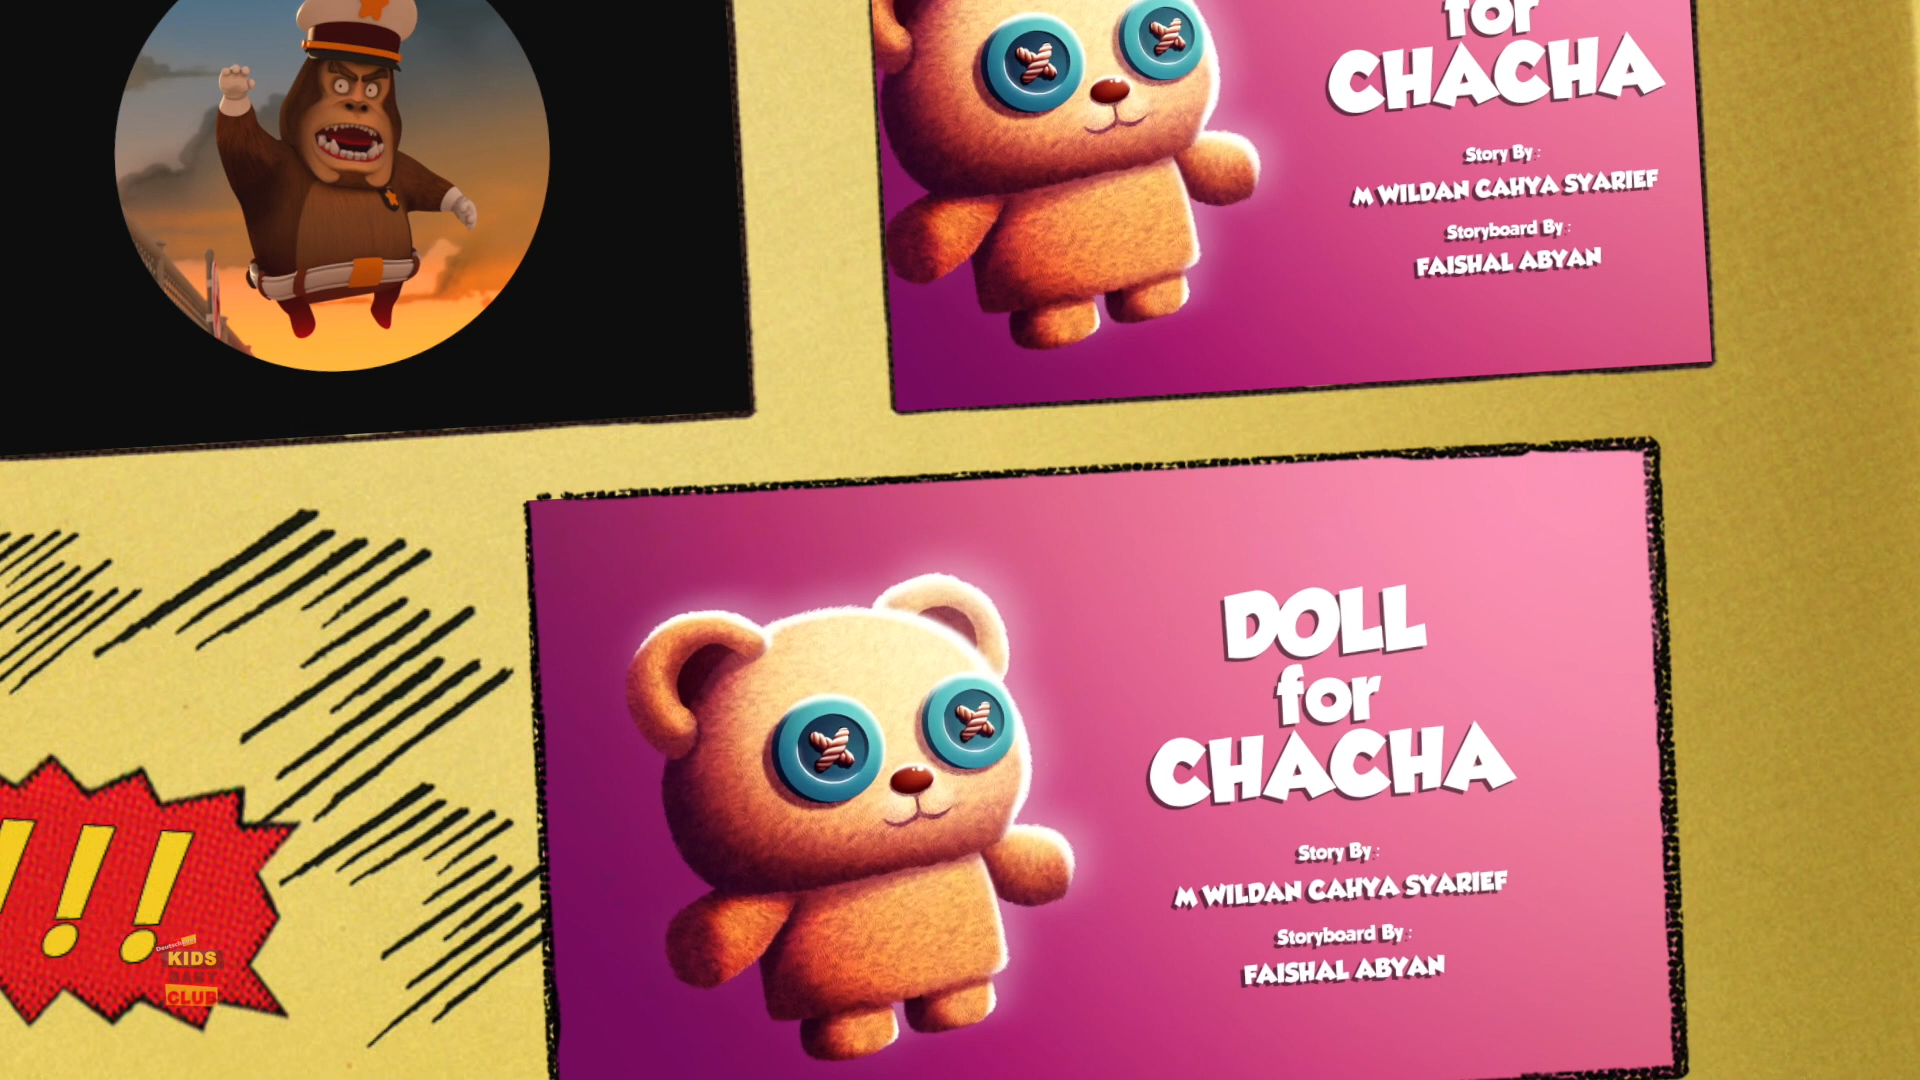 for
CHACHA
Story By :
M WILDAN CAHYA SYARIEF
Storyboard By :
FAISHAL ABYAN
DOLL
for
CHACHA
Story By :
M WILDAN CAHYA SYARIEF
Storyboard By :
FAISHAL ABYAN
!!!
KIDS
BABY
CLUB